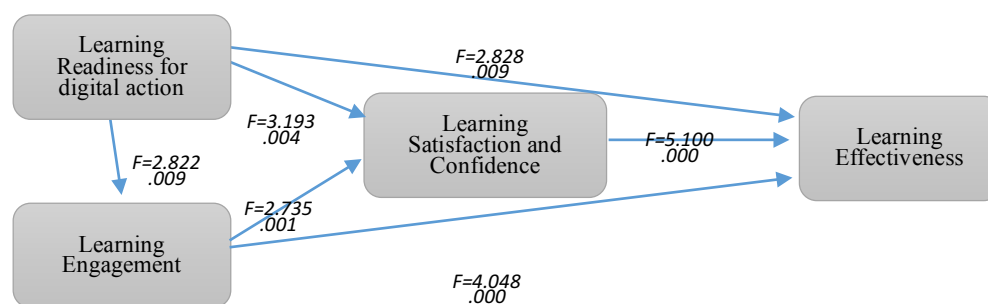 Learning
Readiness for
digital action
F=2.828
.009
F=3.193
.004
Learning
Satisfaction and
Confidence
F=5.100
.000
Learning
Effectiveness
F=2.822
.009
F=2.735
.001
Learning
Engagement
F=4.048
.000